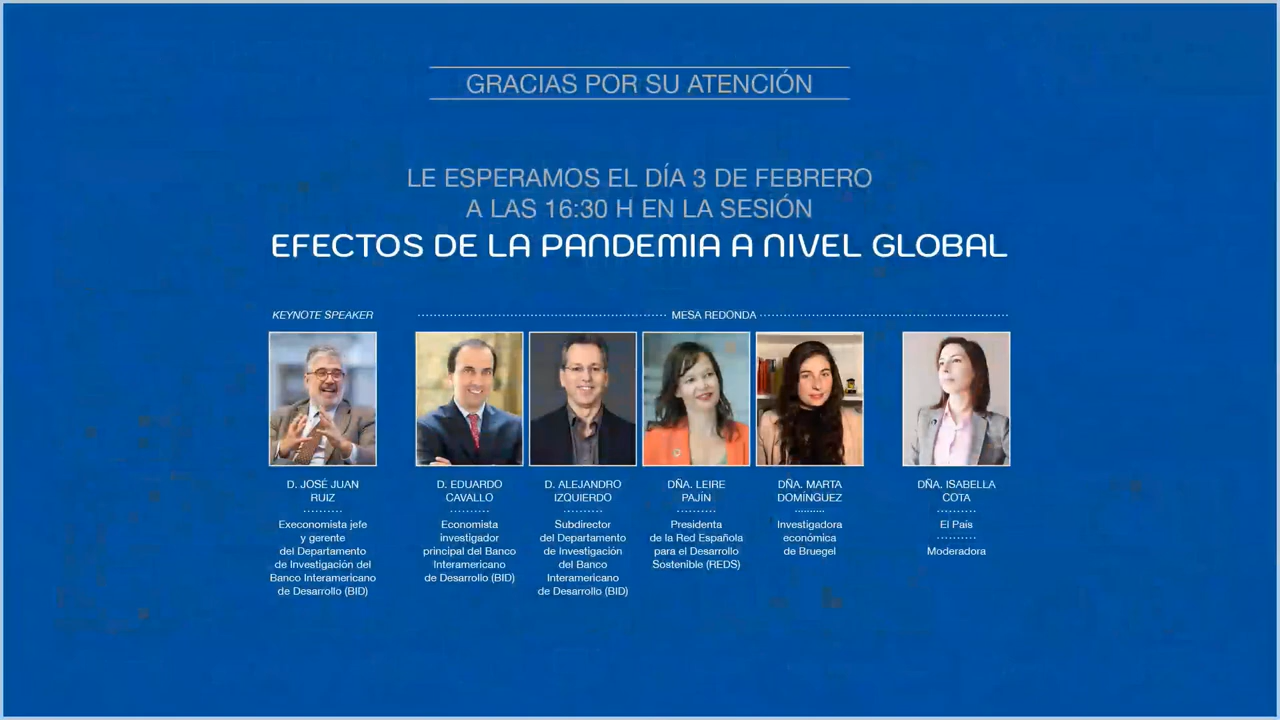 GRACIAS POR SU ATENCIÓN
LE ESPERAMOS EL DÍA 3 DE FEBRERO
A LAS 16:30 H EN LA SESIÓN
EFECTOS DE LA PANDEMIA A NIVEL GLOBAL
KEYNOTE SPEAKER
MESA REDONDA
D. JOSÉ JUAN
RUIZ
Execonomista jefe
y gerente
del Departamento
de Investigación del
Banco Interamericano
de Desarrollo (BID)
D. EDUARDO
CAVALLO
Economista
investigador
principal del Banco
Interamericano
de Desarrollo (BID)
D. ALEJANDRO
IZQUIERDO
Subdirector
del Departamento
de Investigación
del Banco
Interamericano
de Desarrollo (BID)
DÑA. LEIRE
PAJÍN
Presidenta
de la Red Española
para el Desarrollo
Sostenible (REDS)
DÑA. MARTA
DOMÍNGUEZ
Investigadora
económica
de Bruegel
DÑA. ISABELLA
COTA
El País
Moderadora